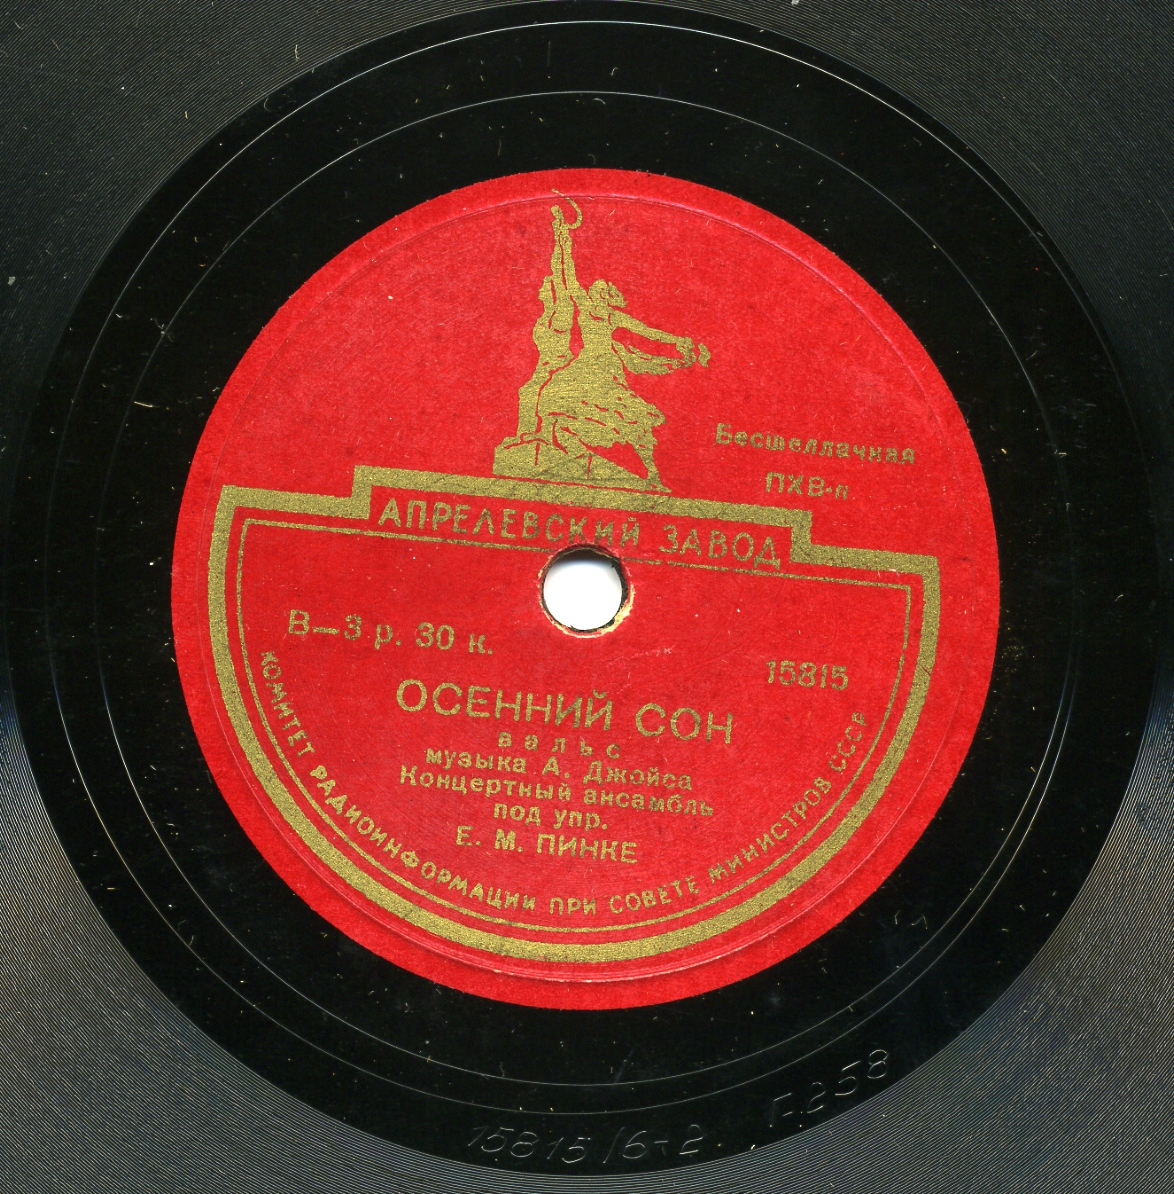 Бесшеллачная
ПХВ-п
АПРЕЛЕВСКИЙ ЗАВОД
В—3 р. 30 к.
15815
ОСЕННИЙ СОН
вальс
музыка А. Джойса
Концертный ансамбль
под упр.
Е. М. ПИНКЕ
КОМИТЕТ РАДИОИНФОРМАЦИИ ПРИ СОВЕТЕ МИНИСТРОВ СССР
15815/6-2